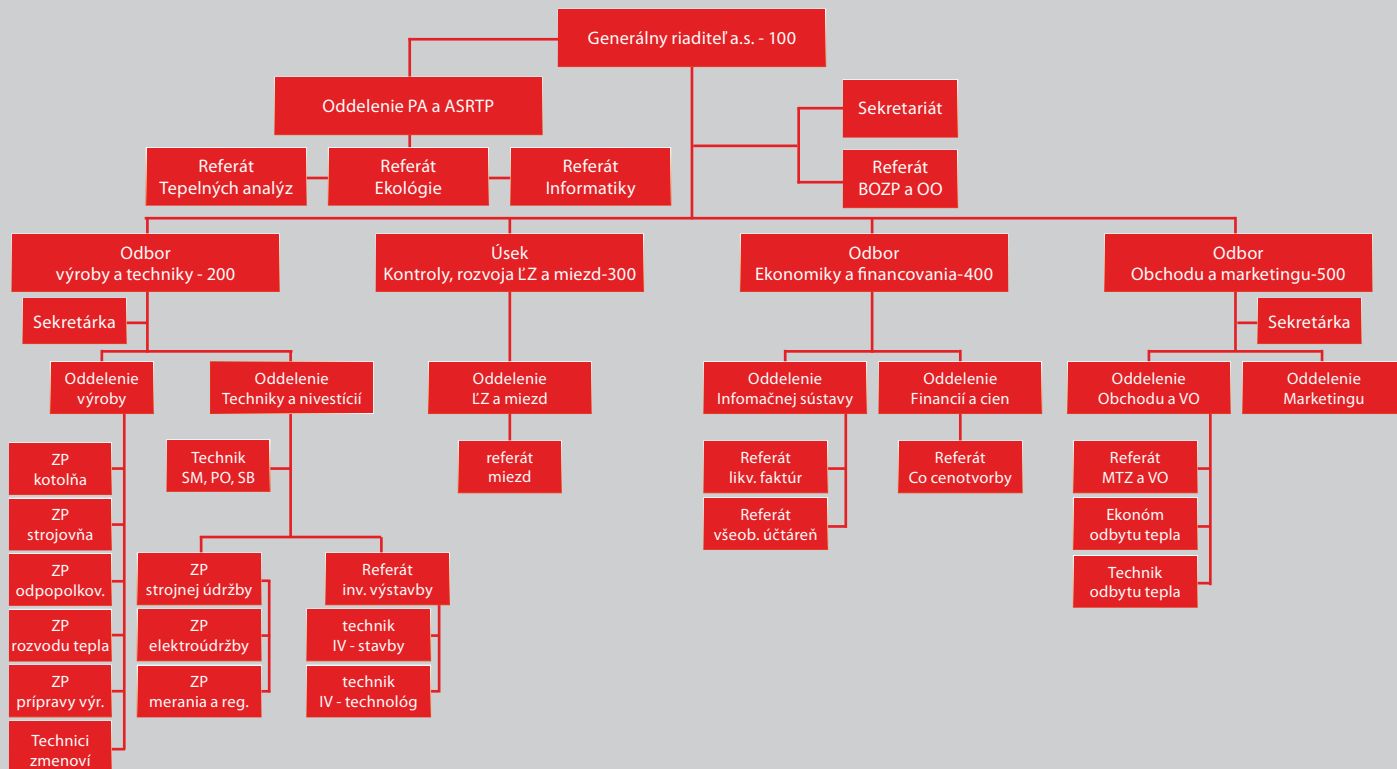 Generálny riaditeľ a.s. - 100
Oddelenie PA a ASRTP
Sekretariát
Referát
Tepelných analýz
Referát
Ekológie
Referát
Informatiky
Referát
BOZP a OO
Odbor
výroby a techniky - 200
Úsek
Kontroly, rozvoja ĽZ a miezd-300
Odbor
Ekonomiky a financovania-400
Odbor
Obchodu a marketingu-500
Sekretárka
Sekretárka
Oddelenie
výroby
Oddelenie
Techniky a nivestícií
Oddelenie
ĽZ a miezd
Oddelenie
Infomačnej sústavy
Oddelenie
Financií a cien
Oddelenie
Obchodu a VO
Oddelenie
Marketingu
ZP
kotolňa
ZP
strojovňa
ZP
odpopolkov.
ZP
rozvodu tepla
ZP
prípravy výr.
Technici
zmenoví
Technik
SM, PO, SB
ZP
strojnej údržby
ZP
elektroúdržby
ZP
merania a reg.
Referát
inv. výstavby
technik
IV - stavby
technik
IV - technológ
referát
miezd
Referát
likv. faktúr
Referát
všeob. účtáreň
Referát
Co cenotvorby
Referát
MTZ a VO
Ekonóm
odbytu tepla
Technik
odbytu tepla